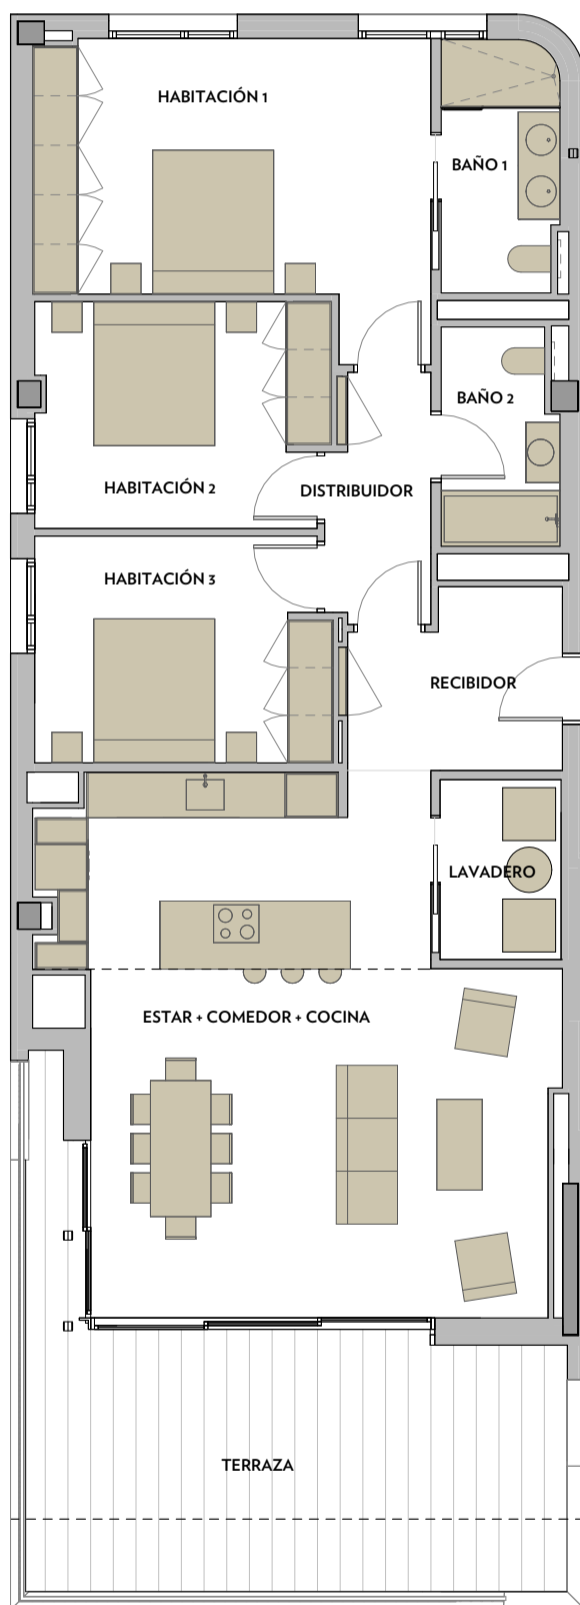 HABITACIÓN 1
BAÑO 1
BAÑO 2
HABITACIÓN 2
DISTRIBUIDOR
HABITACIÓN 3
RECIBIDOR
LAVADERO
ESTAR + COMEDOR + COCINA
TERRAZA